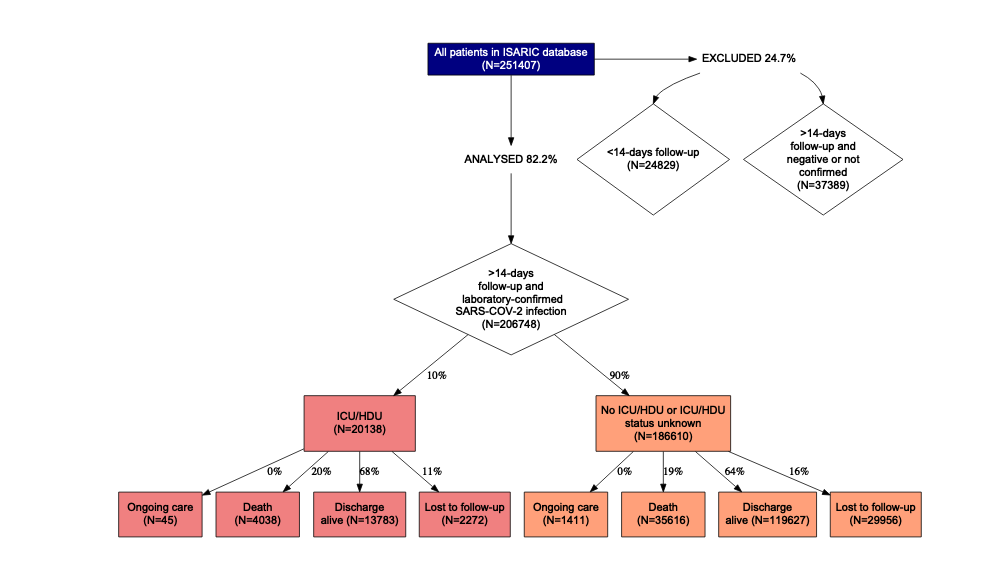 All patients in ISARIC database
(N=251407)
EXCLUDED 24.7%
<14-days follow-up
(N=24829)
>14-days
follow-up and
negative or not
confirmed
(N=37389)
ANALYSED 82.2%
>14-days
follow-up and
laboratory-confirmed
SARS-COV-2 infection
(N=206748)
10%
90%
ICU/HDU
(N=20138)
No ICU/HDU or ICU/HDU
status unknown
(N=186610)
0%
20%
68%
11%
0%
19%
64%
16%
Ongoing care
(N=45)
Death
(N=4038)
Discharge
alive (N=13783)
Lost to follow-up
(N=2272)
Ongoing care
(N=1411)
Death
(N=35616)
Discharge
alive (N=119627)
Lost to follow-up
(N=29956)